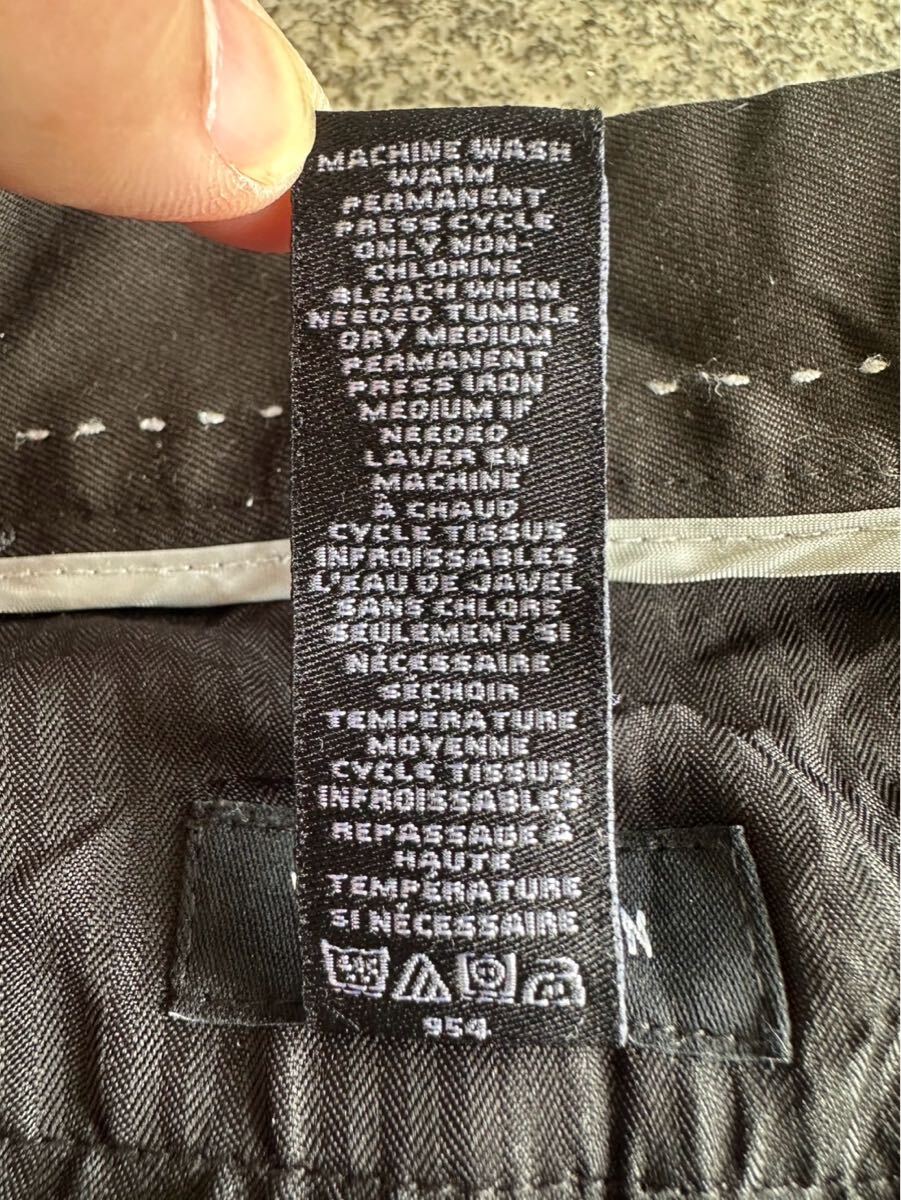 MACHINE WASH
WARM
PERMANENT
PRESS CYCLE
ONLY NON-
CHLORINE
BLEACH WHEN
NEEDED TUMBLE
DRY MEDIUM
PERMANENT
PRESS IRON
MEDIUM IF
NEEDED
LAVER EN
MACHINE
À CHAUD
CYCLE TISSUS
INFROISSABLES
L'EAU DE JAVEL
SANS CHLORE
SEULEMENT SI
NÉCESSAIRE
SÉCHOIR
TEMPÉRATURE
MOYENNE
CYCLE TISSUS
INFROISSABLES
REPASSAGE À
HAUTE
TEMPÉRATURE
SI NÉCESSAIRE
954